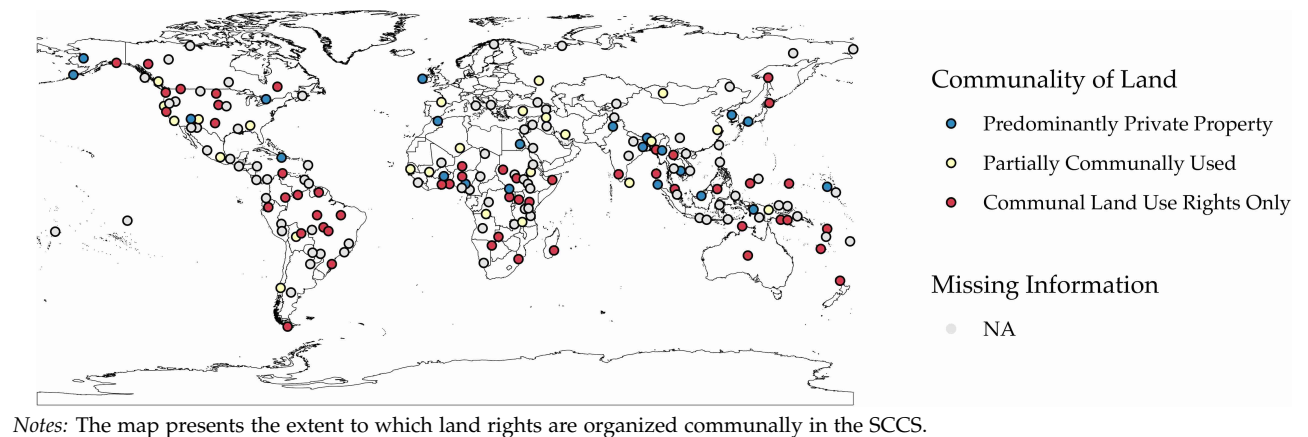 Communality of Land
Predominantly Private Property
Partially Communally Used
Communal Land Use Rights Only
Missing Information
NA
Notes: The map presents the extent to which land rights are organized communally in the SCCS.